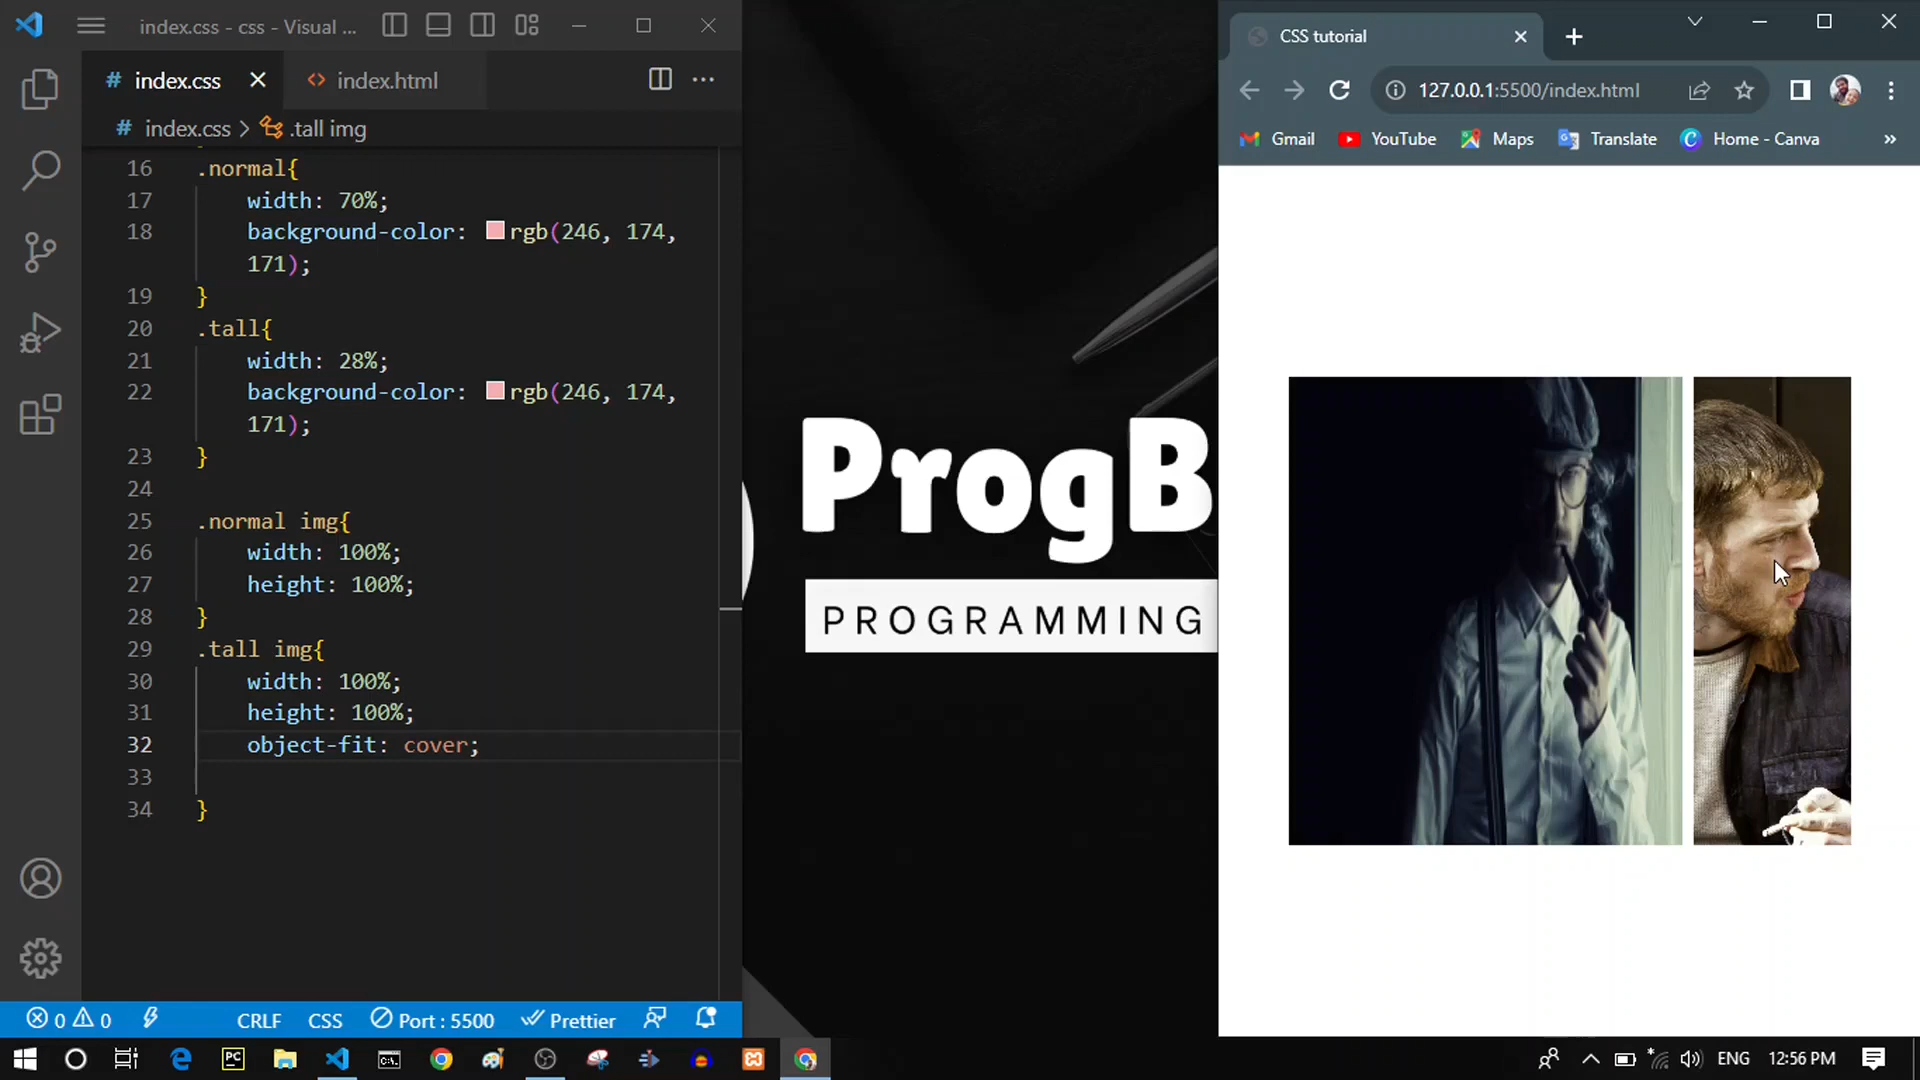 index.css - css - Visual ...
index.css
index.html
index.css > .tall img
16 .normal{
17 width: 70%;
18 background-color: rgb(246, 174,
171);
19 }
20 .tall{
21 width: 28%;
22 background-color: rgb(246, 174,
171);
23 }
24
25 .normal img{
26 width: 100%;
27 height: 100%;
28 }
29 .tall img{
30 width: 100%;
31 height: 100%;
32 object-fit: cover;
33
34 }
0 0 CRLF CSS Port : 5500 Prettier
ProgB
PROGRAMMING
CSS tutorial
127.0.0.1:5500/index.html
Gmail YouTube Maps Translate Home - Canva »
PC
ENG 12:56 PM